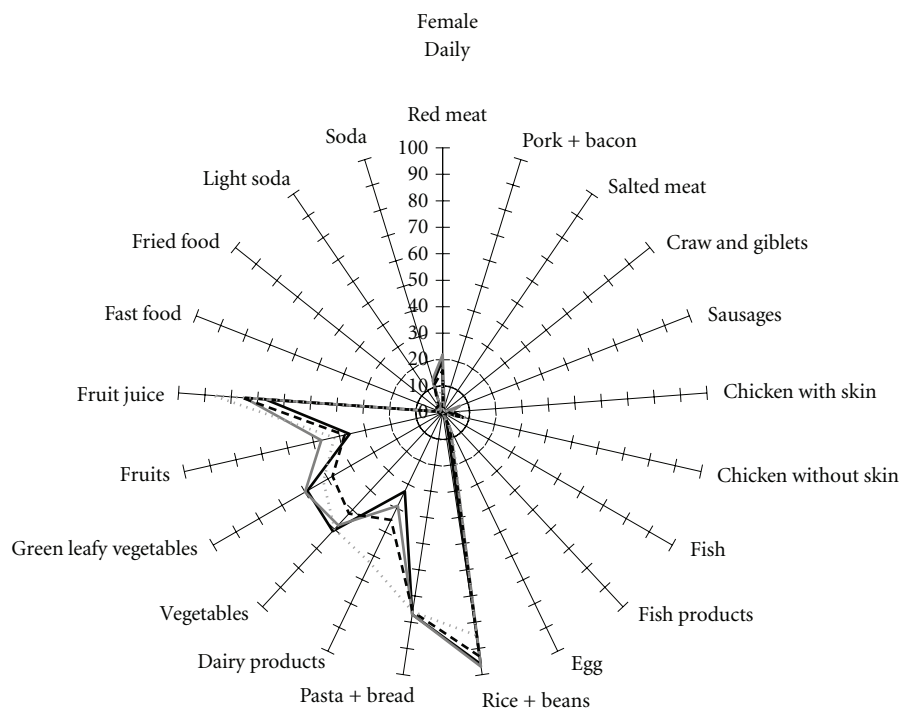 Female
Daily
Red meat
Pork + bacon
Salted meat
Craw and giblets
Sausages
Chicken with skin
Chicken without skin
Fish
Fish products
Egg
Rice + beans
Pasta + bread
Dairy products
Vegetables
Green leafy vegetables
Fruits
Fruit juice
Fast food
Fried food
Light soda
Soda
100
90
80
70
60
50
40
30
20
10
0